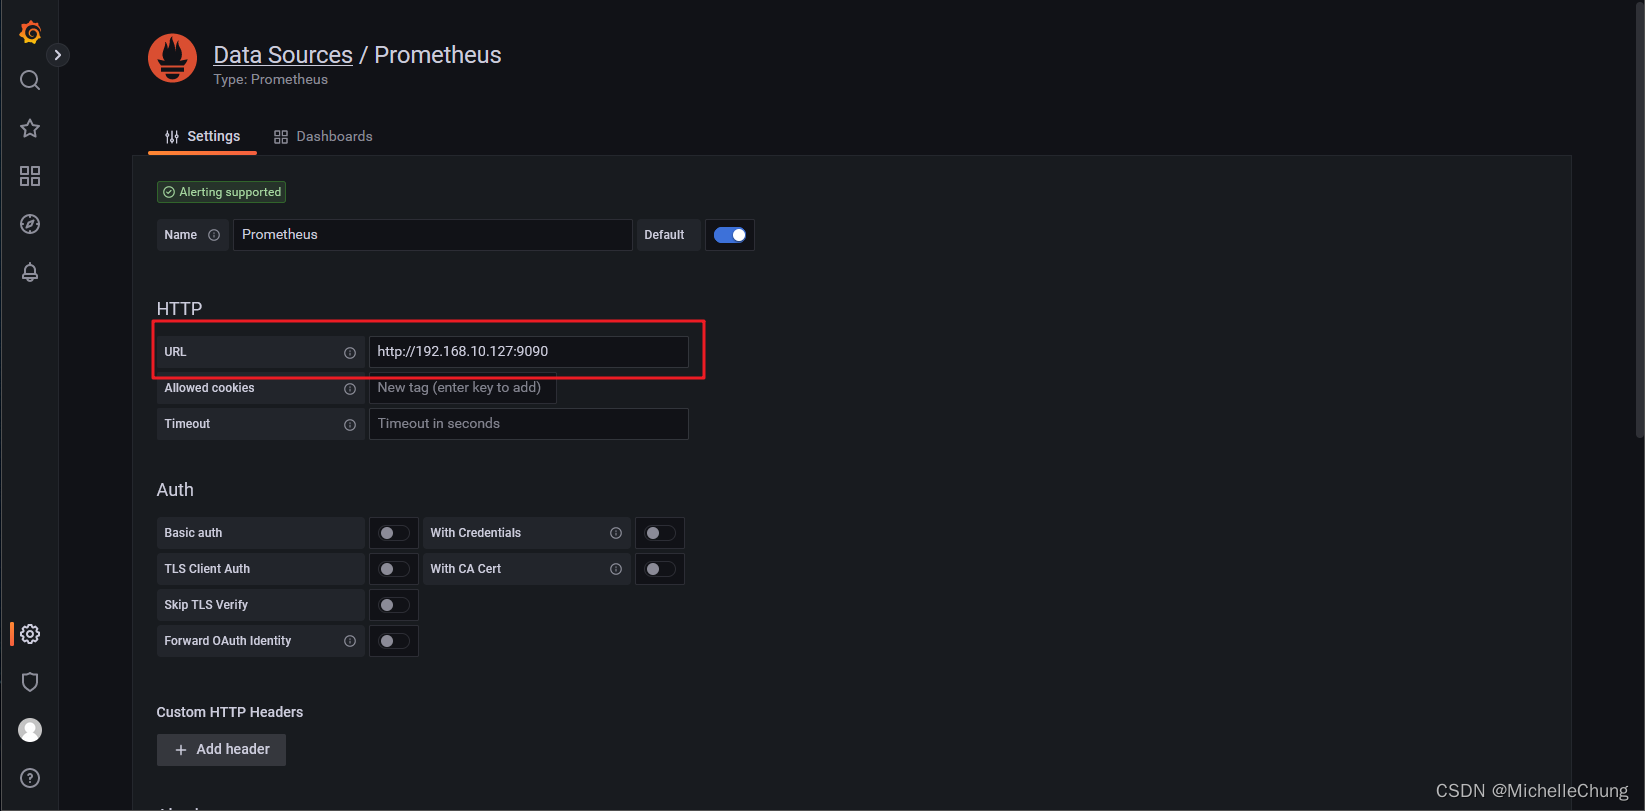 Data Sources / Prometheus
Type: Prometheus
Settings Dashboards
Alerting supported
Name Prometheus Default
HTTP
URL http://192.168.10.127:9090
Allowed cookies New tag (enter key to add)
Timeout Timeout in seconds
Auth
Basic auth With Credentials
TLS Client Auth With CA Cert
Skip TLS Verify
Forward OAuth Identity
Custom HTTP Headers
+ Add header
CSDN @MichelleChung